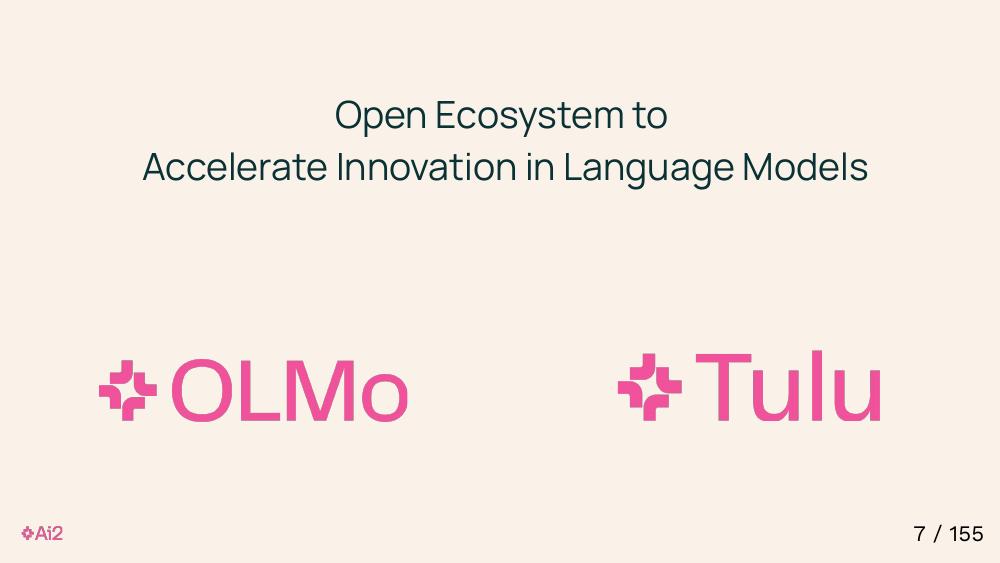 Open Ecosystem to
Accelerate Innovation in Language Models
OLMo
Tulu
Ai2
7 / 155